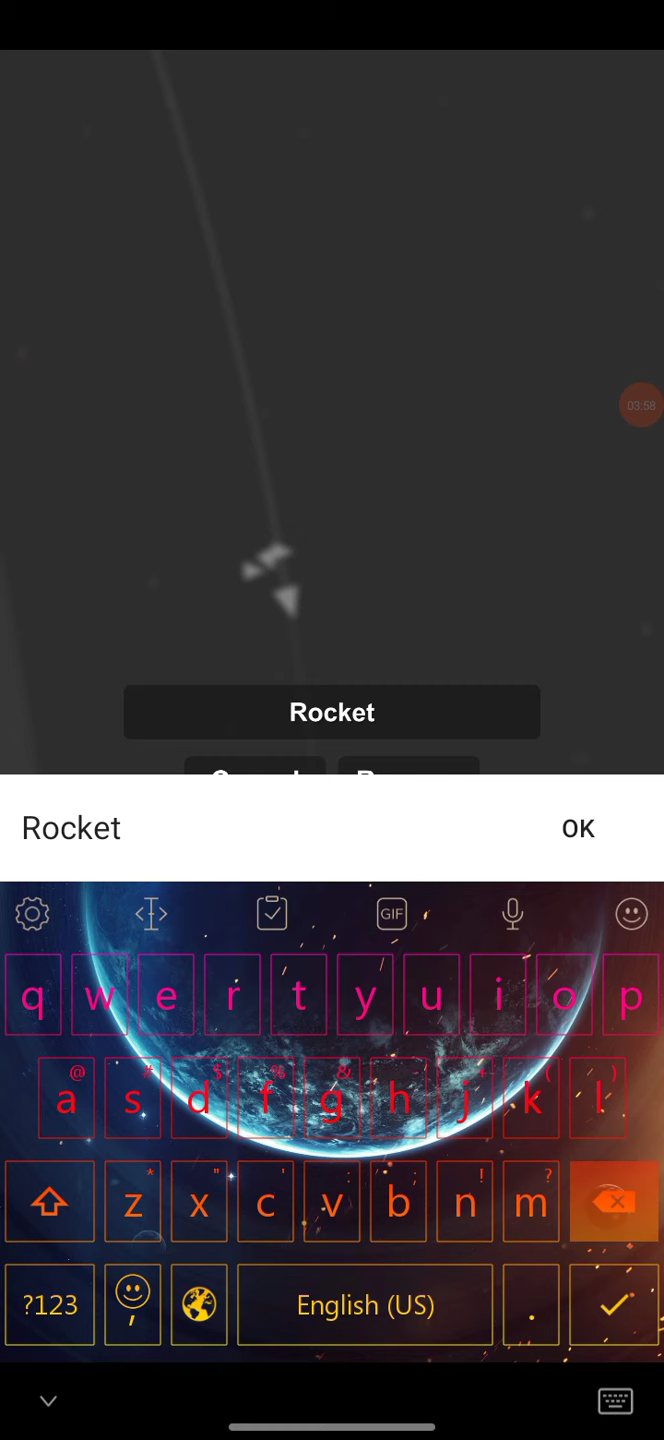 03:58
Rocket
Rocket
OK
GIF
q w e r t y u i o p
@ # $ % & - + ( )
a s d f g h j k l
* " ' : ; ! ?
z x c v b n m
?123 , English (US) .